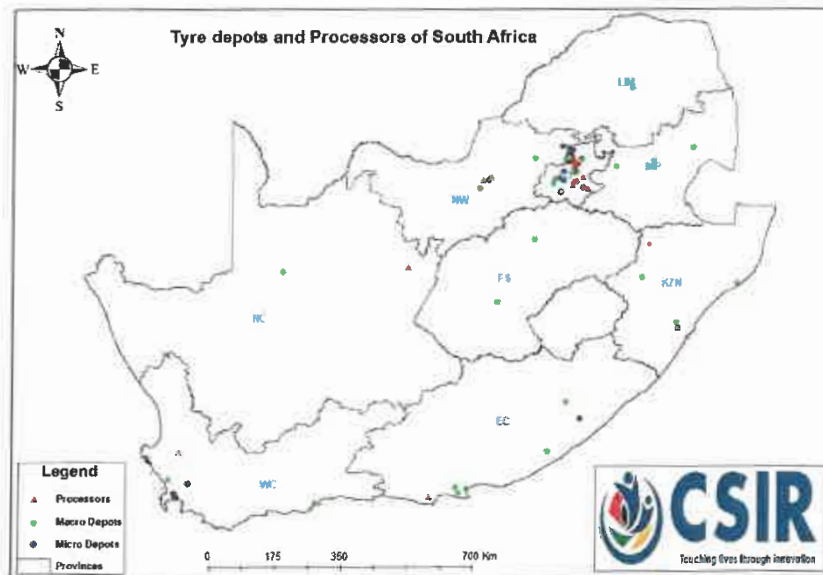 Tyre depots and Processors of South Africa
N
W E
S
LIM
MP
NW
FS
KZN
NC
EC
WC
Legend
Processors
Macro Depots
Micro Depots
Provinces
0 175 350 700 Km
CSIR
Touching lives through innovation